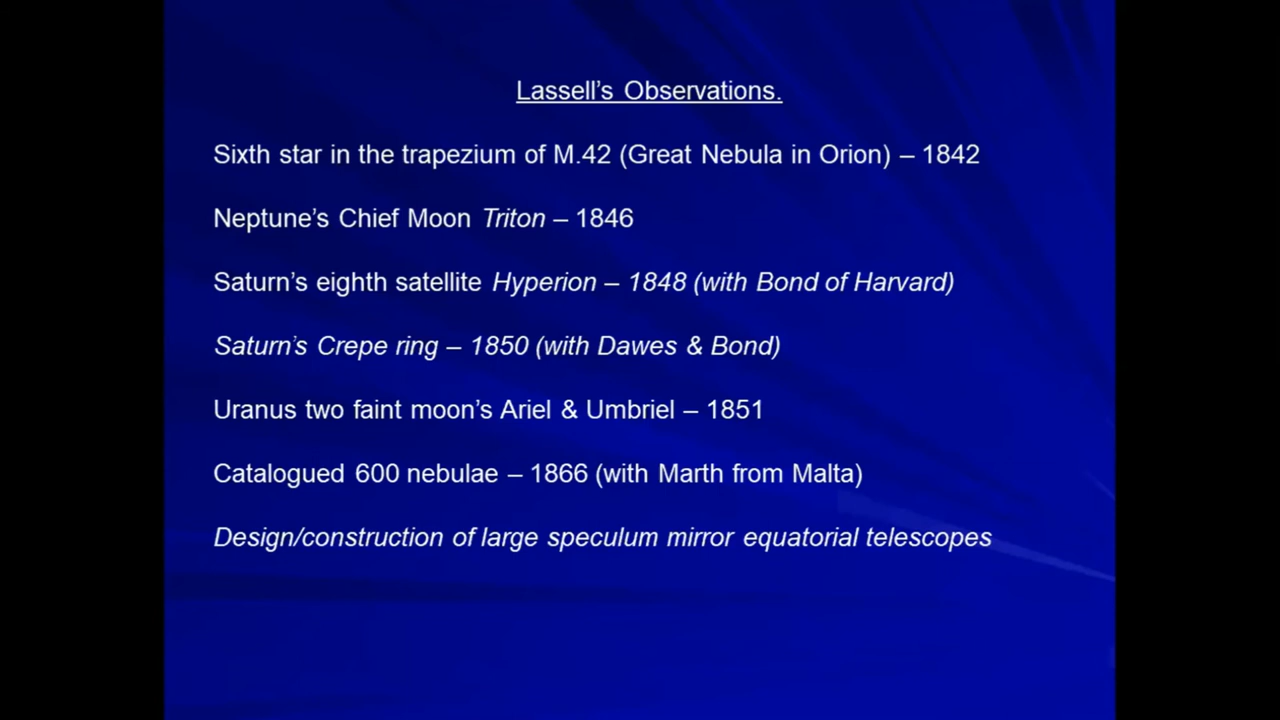 Lassell’s Observations.
Sixth star in the trapezium of M.42 (Great Nebula in Orion) – 1842
Neptune’s Chief Moon Triton – 1846
Saturn’s eighth satellite Hyperion – 1848 (with Bond of Harvard)
Saturn’s Crepe ring – 1850 (with Dawes & Bond)
Uranus two faint moon’s Ariel & Umbriel – 1851
Catalogued 600 nebulae – 1866 (with Marth from Malta)
Design/construction of large speculum mirror equatorial telescopes